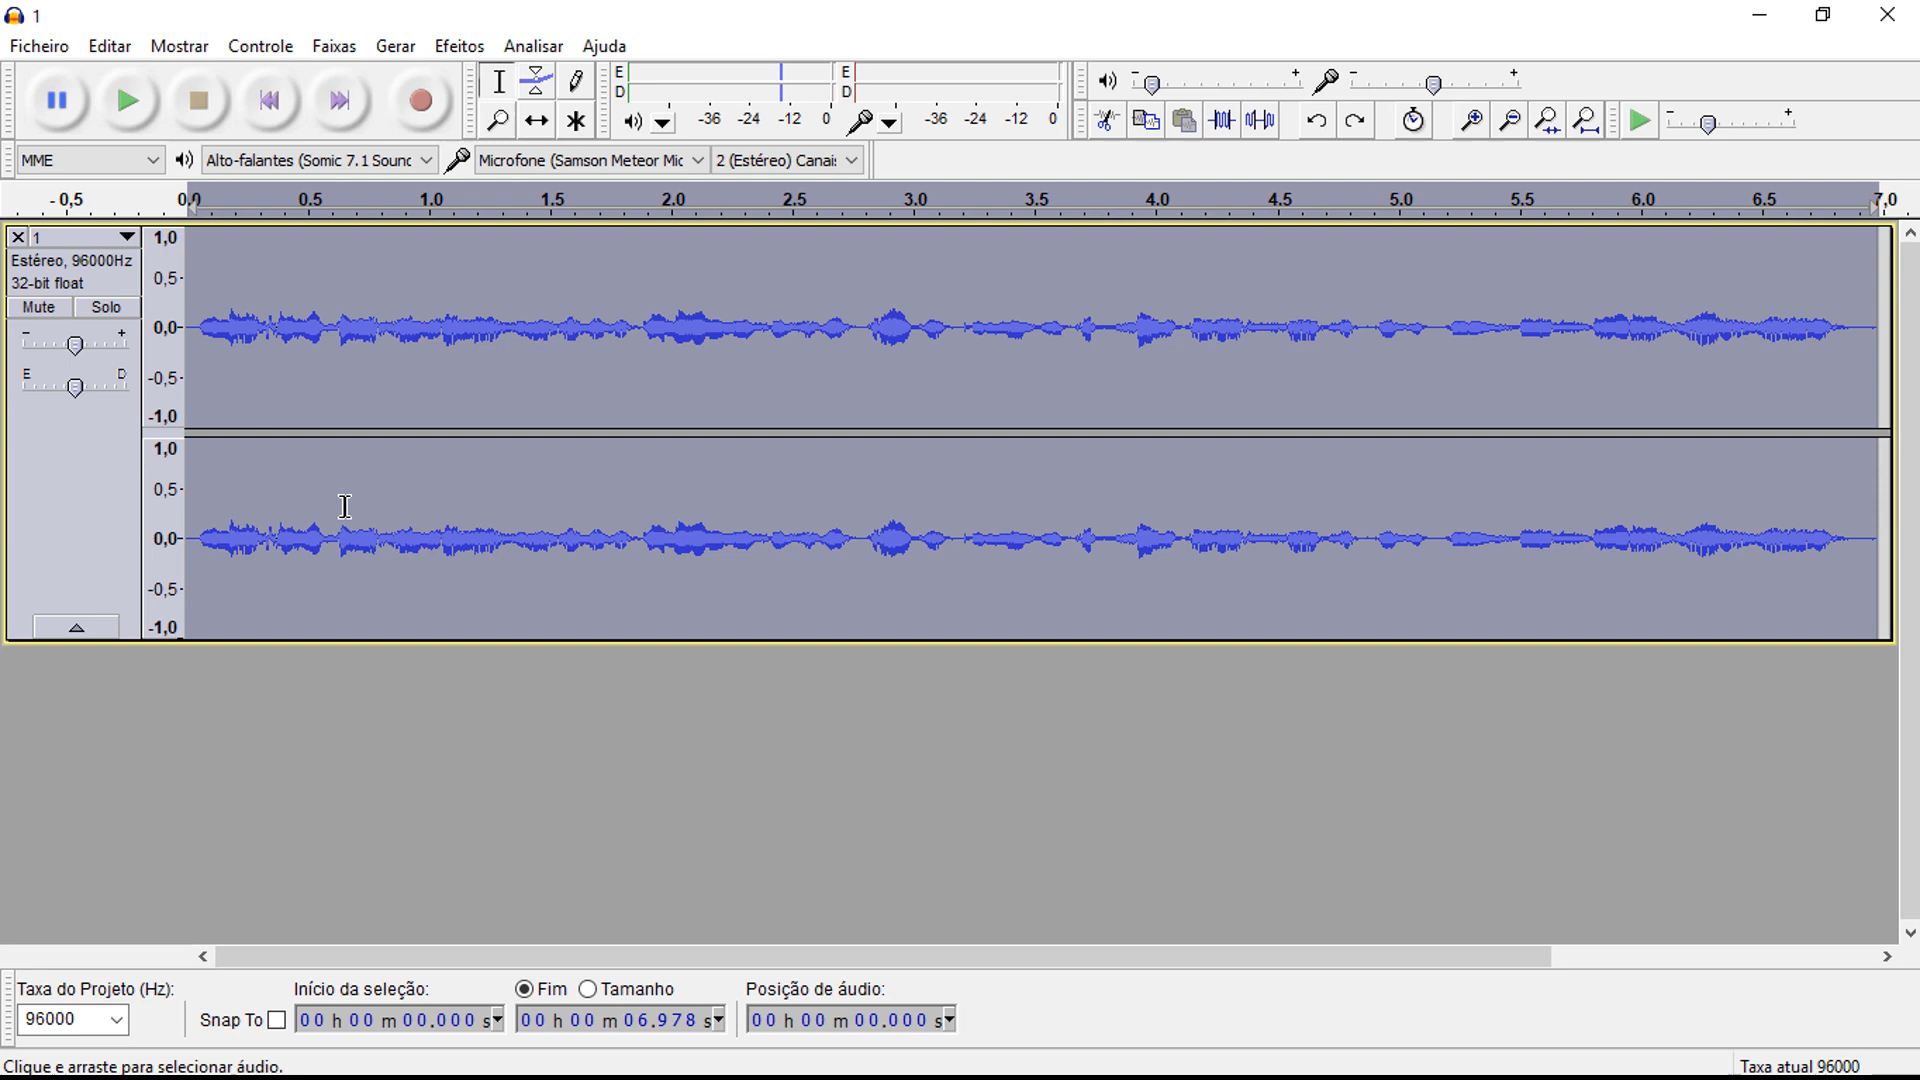 1
Ficheiro Editar Mostrar Controle Faixas Gerar Efeitos Analisar Ajuda
E
D
-36 -24 -12 0
E
D
-36 -24 -12 0
- + - +
- +
MME Alto-falantes (Somic 7.1 Sounc Microfone (Samson Meteor Mic 2 (Estéreo) Canai:
- 0,5 0,0 0.5 1.0 1.5 2.0 2.5 3.0 3.5 4.0 4.5 5.0 5.5 6.0 6.5 7,0
X 1
Estéreo, 96000Hz
32-bit float
Mute Solo
- +
E D
1,0
0,5-
0,0-
-0,5-
-1,0
1,0
0,5-
0,0-
-0,5-
-1,0
Taxa do Projeto (Hz): Início da seleção: Fim Tamanho Posição de áudio:
96000 Snap To 00 h 00 m 00.000 s 00 h 00 m 06.978 s 00 h 00 m 00.000 s
Clique e arraste para selecionar áudio. Taxa atual 96000